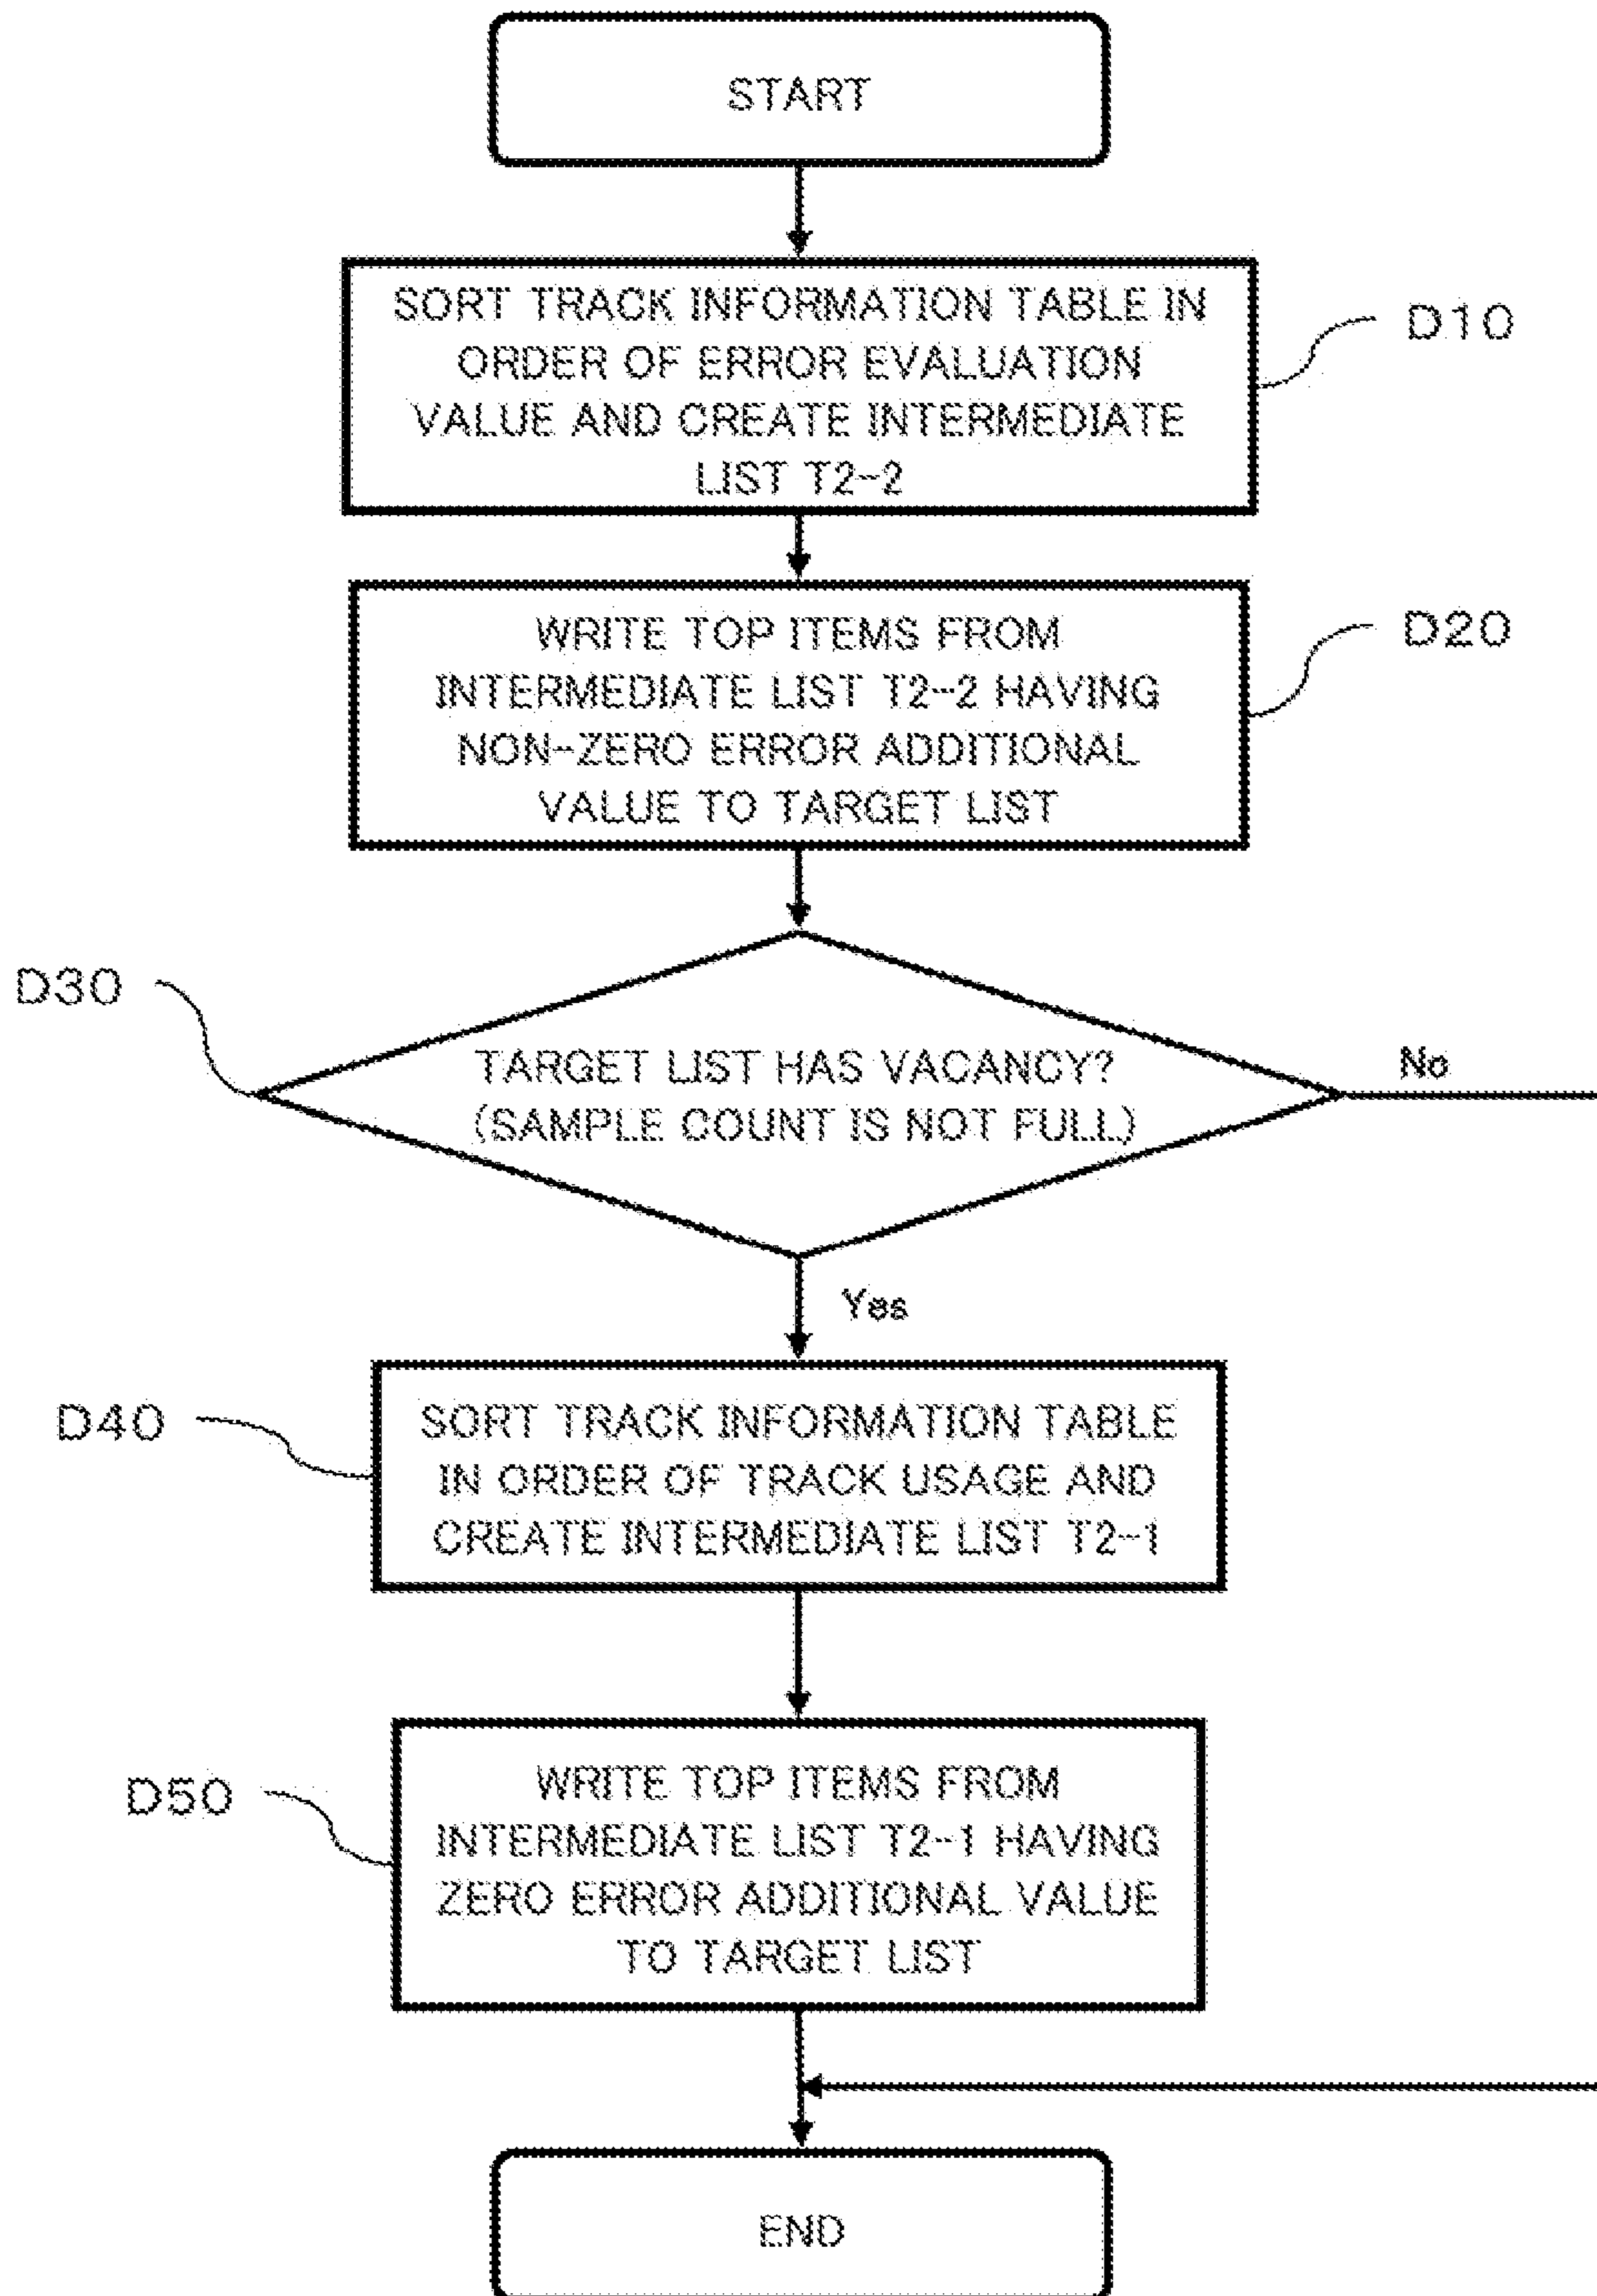 START
SORT TRACK INFORMATION TABLE IN
ORDER OF ERROR EVALUATION
VALUE AND CREATE INTERMEDIATE
LIST T2-2
D10
WRITE TOP ITEMS FROM
INTERMEDIATE LIST T2-2 HAVING
NON-ZERO ERROR ADDITIONAL
VALUE TO TARGET LIST
D20
D30
TARGET LIST HAS VACANCY?
(SAMPLE COUNT IS NOT FULL)
No
Yes
D40
SORT TRACK INFORMATION TABLE
IN ORDER OF TRACK USAGE AND
CREATE INTERMEDIATE LIST T2-1
D50
WRITE TOP ITEMS FROM
INTERMEDIATE LIST T2-1 HAVING
ZERO ERROR ADDITIONAL VALUE
TO TARGET LIST
END